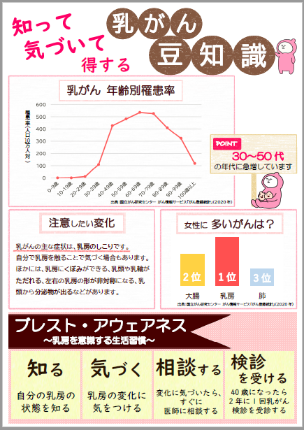 知って
気づいて
得する
乳がん
豆知識
乳がん 年齢別罹患率
罹患率(人口10万人対)
600
500
400
300
200
100
0
POINT
30～50代
の年代に急増しています
注意したい変化
乳がんの主な症状は、乳房のしこりです。
自分で乳房を触ることで気づく場合もあります。
ほかには、乳房にくぼみができる、乳頭や乳輪が
ただれる、左右の乳房の形が非対称になる、乳
頭から分泌物が出るなどがあります。
女性に 多いがんは？
2位
1位
3位
大腸
乳房
肺
ブレスト・アウェアネス
～乳房を意識する生活習慣～
知る
自分の乳房の
状態を知る
気づく
乳房の変化に
気をつける
相談する
変化に気づいたら、
すぐに
医師に相談する
検診
を受ける
40歳になったら
2年に1回乳がん
検診を受診する